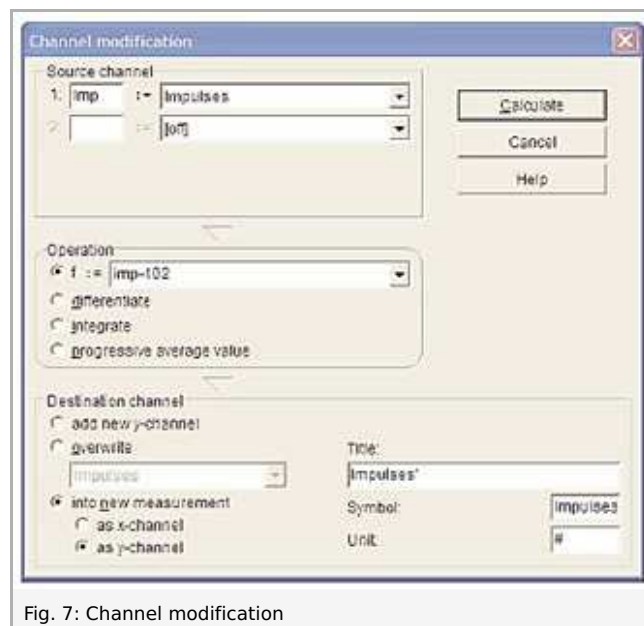 Channel modification
Source channel
1. Imp := Impulses
2. := [off]
Calculate
Cancel
Help
Operation
f := imp-102
differentiate
integrate
progressive average value
Destination channel
add new y-channel
overwrite
Impulses
into new measurement
as x-channel
as y-channel
Title:
Impulses'
Symbol:
Impulses
Unit:
#
Fig. 7: Channel modification